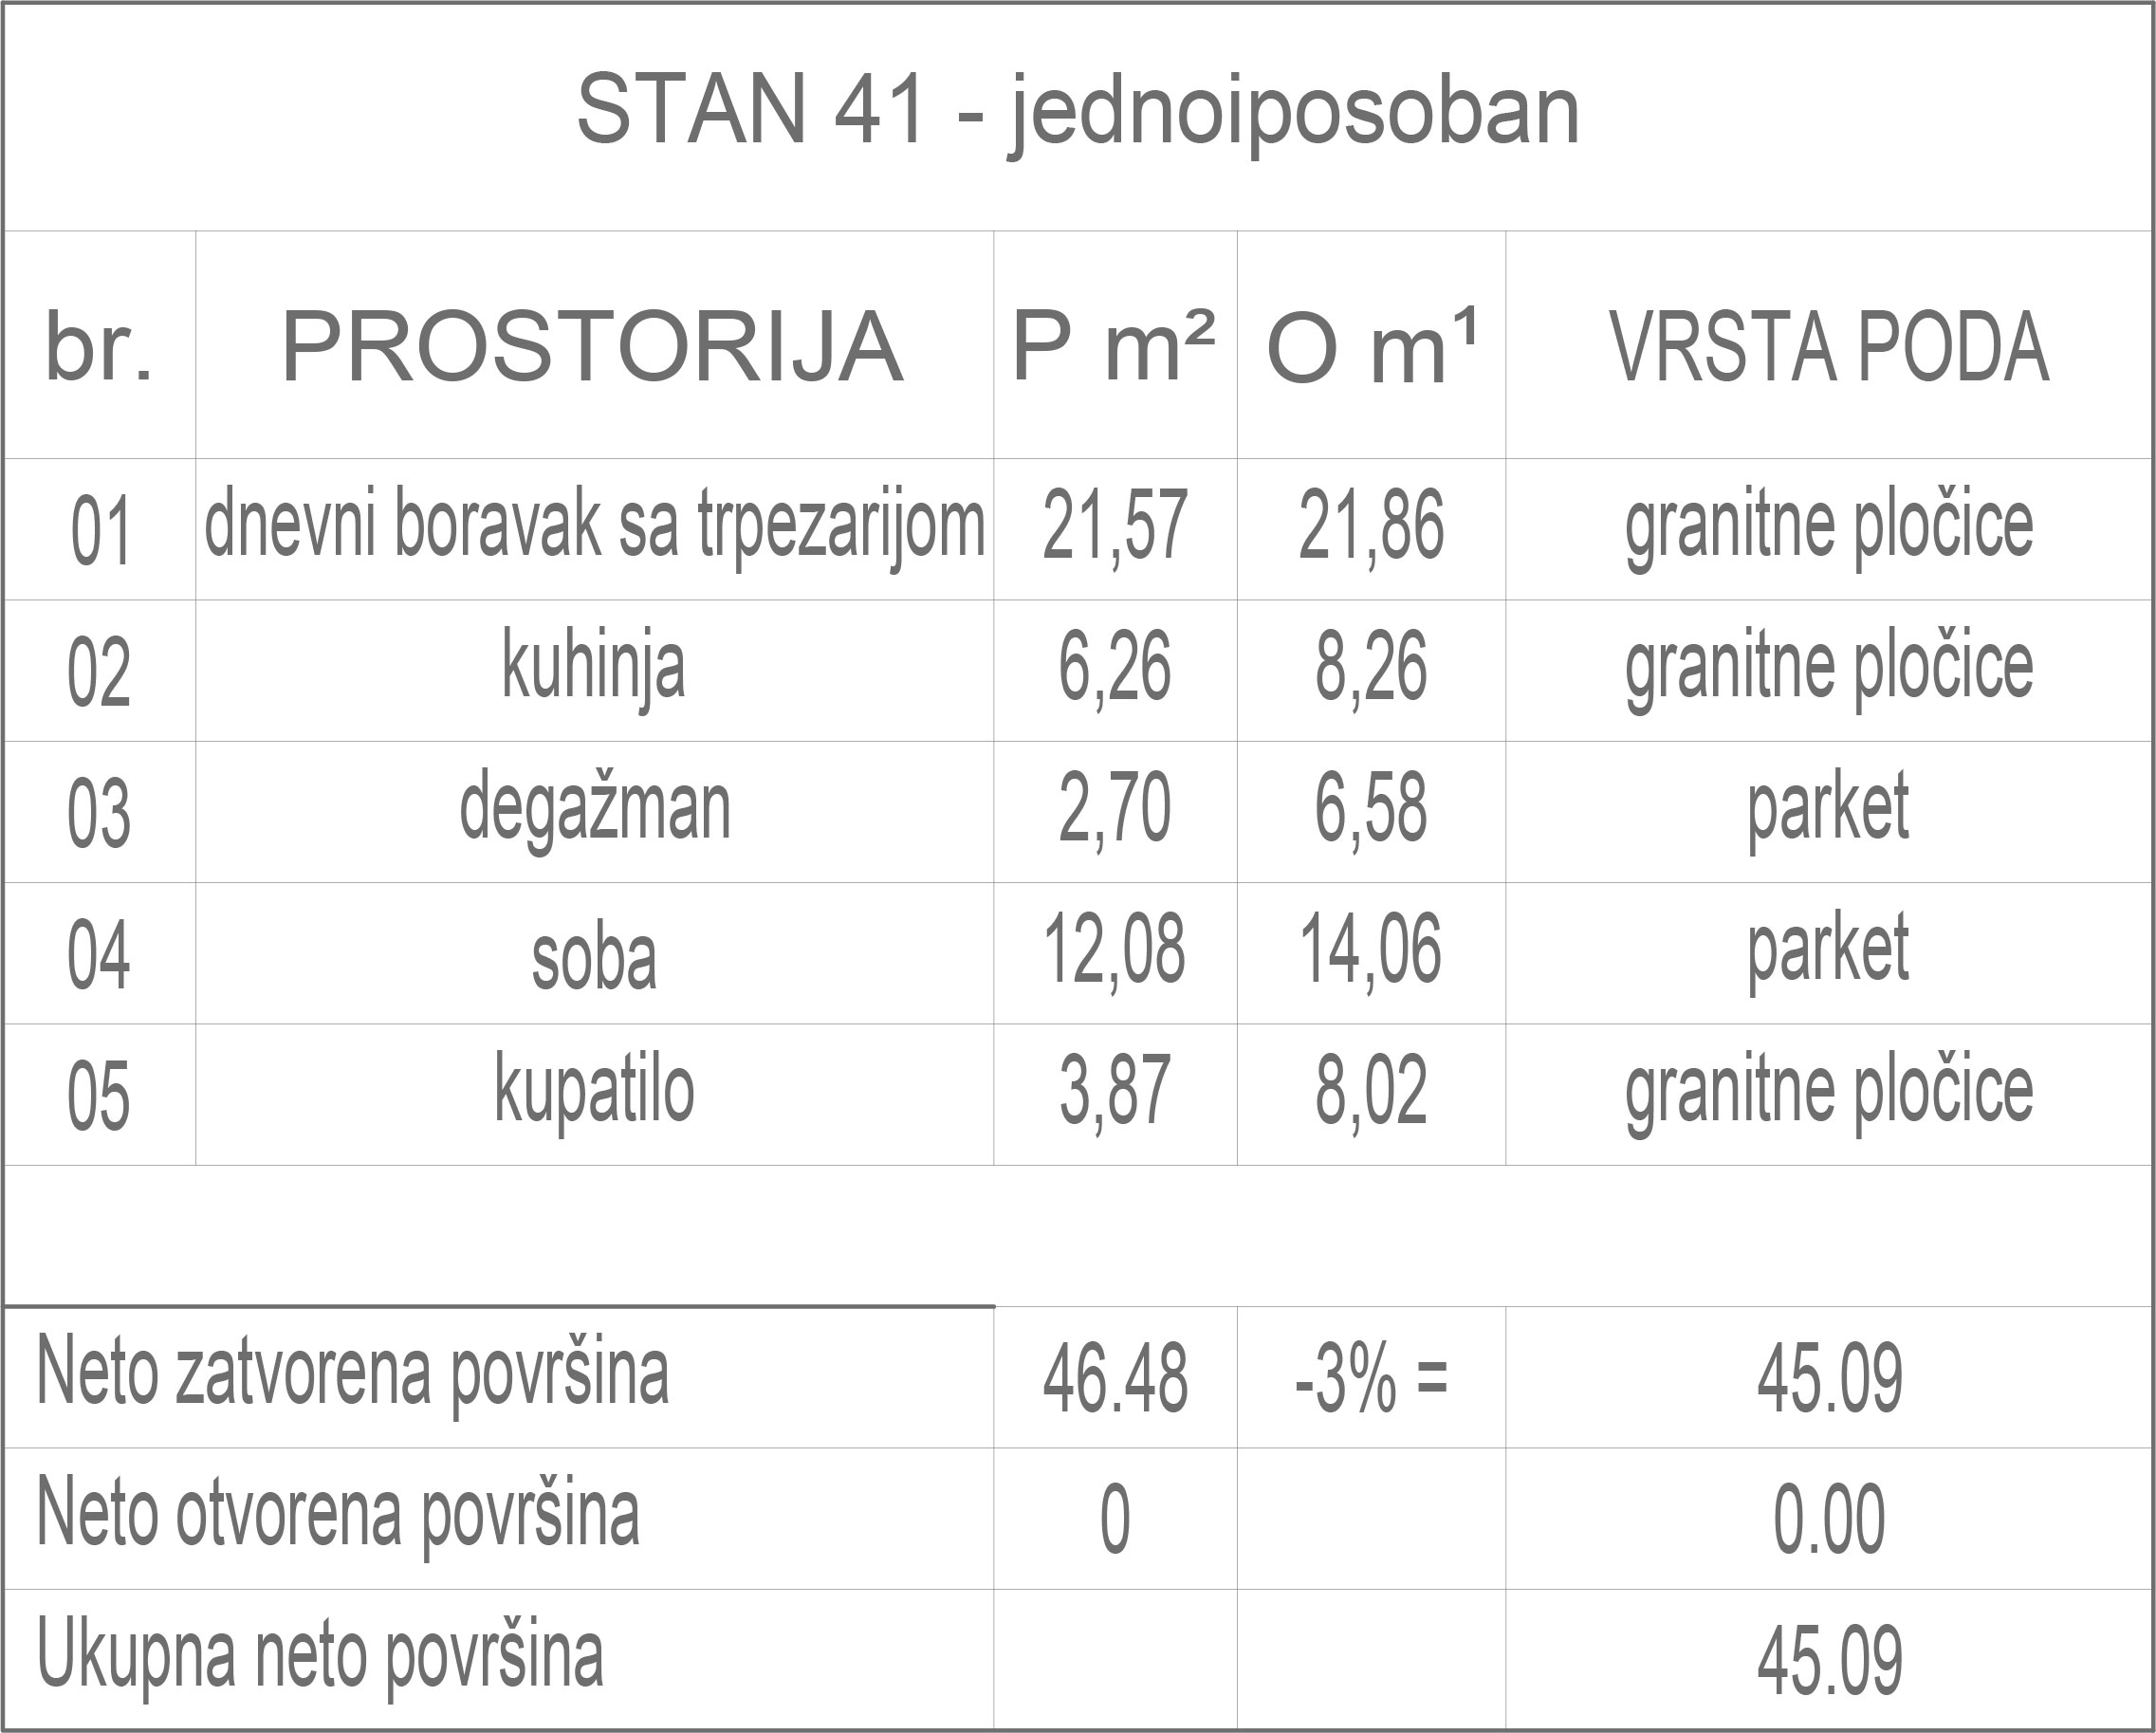 STAN 41 - jednoiposoban
br. PROSTORIJA P m² O m¹ VRSTA PODA
01 dnevni boravak sa trpezarijom 21,57 21,86 granitne pločice
02 kuhinja 6,26 8,26 granitne pločice
03 degažman 2,70 6,58 parket
04 soba 12,08 14,06 parket
05 kupatilo 3,87 8,02 granitne pločice
Neto zatvorena površina 46.48 -3% = 45.09
Neto otvorena površina 0 0.00
Ukupna neto površina 45.09